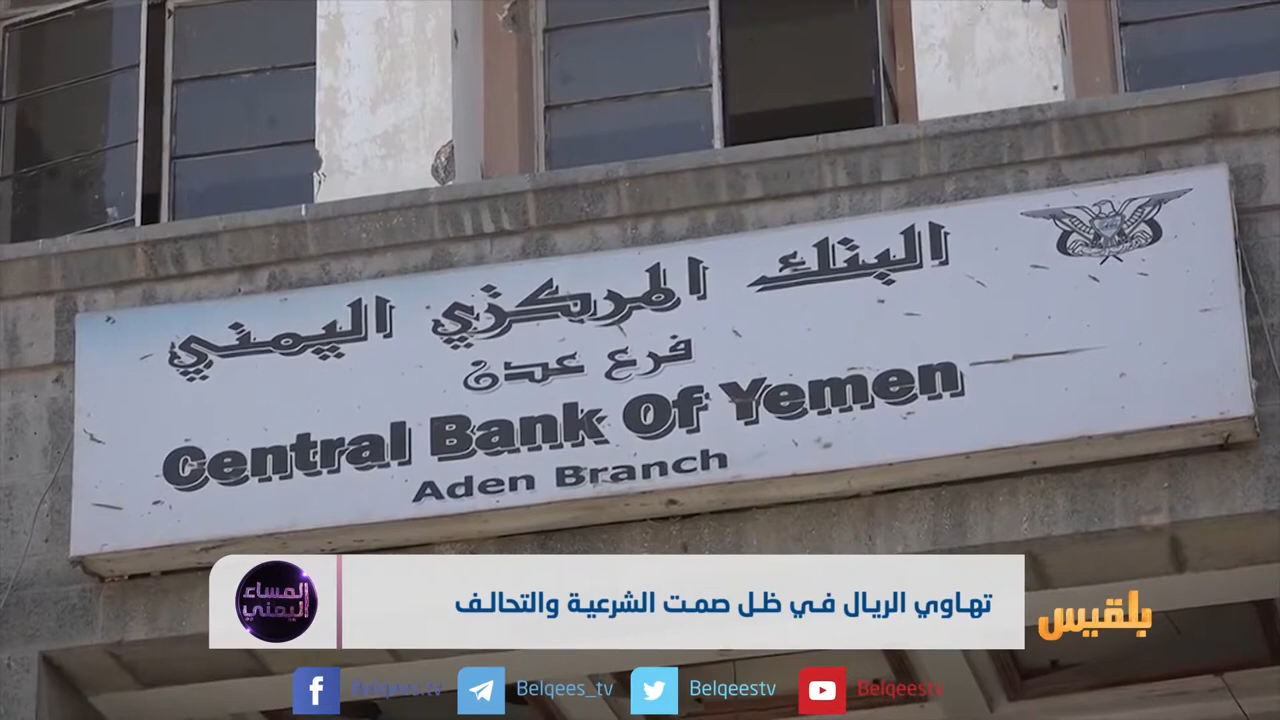 البنك المركزي اليمني
فرع عدن
Central Bank Of Yemen
Aden Branch
تهاوي الريال في ظل صمت الشرعية والتحالف
المساء اليمني
بلقيس
Belqees.tv
Belqees_tv
Belqeestv
Belqeestv